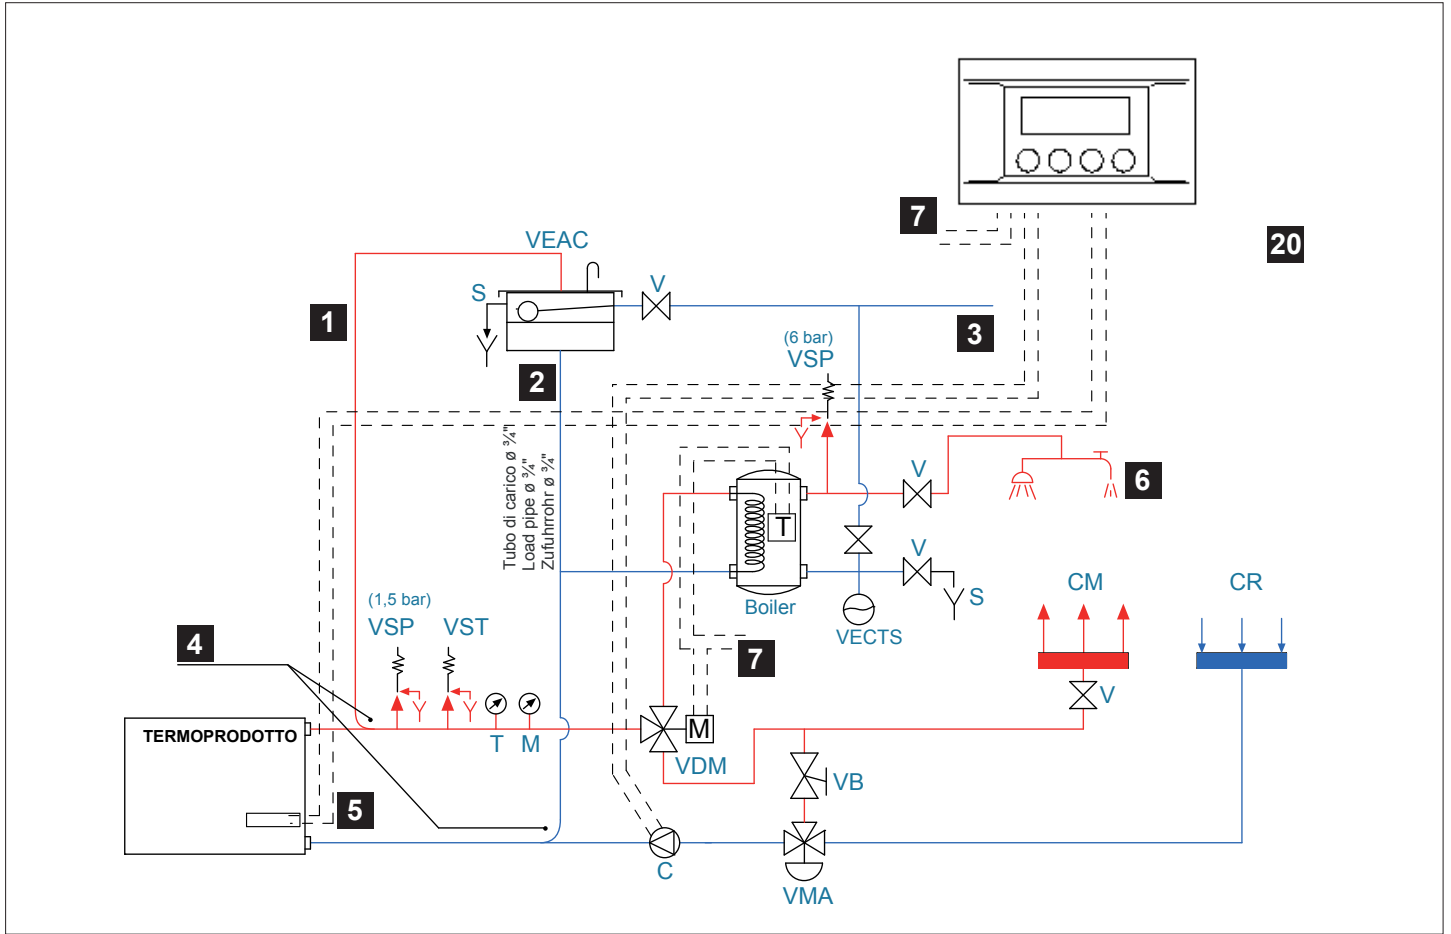 7
20
VEAC
S
V
1
3
(6 bar)
VSP
2
Tubo di carico ø ¾"
Load pipe ø ¾"
Zufuhrrohr ø ¾"
V
6
T
V
Boiler
S
VECTS
CM
CR
(1,5 bar)
VSP
VST
4
7
V
TERMOPRODOTTO
T
M
M
VDM
VB
5
C
VMA